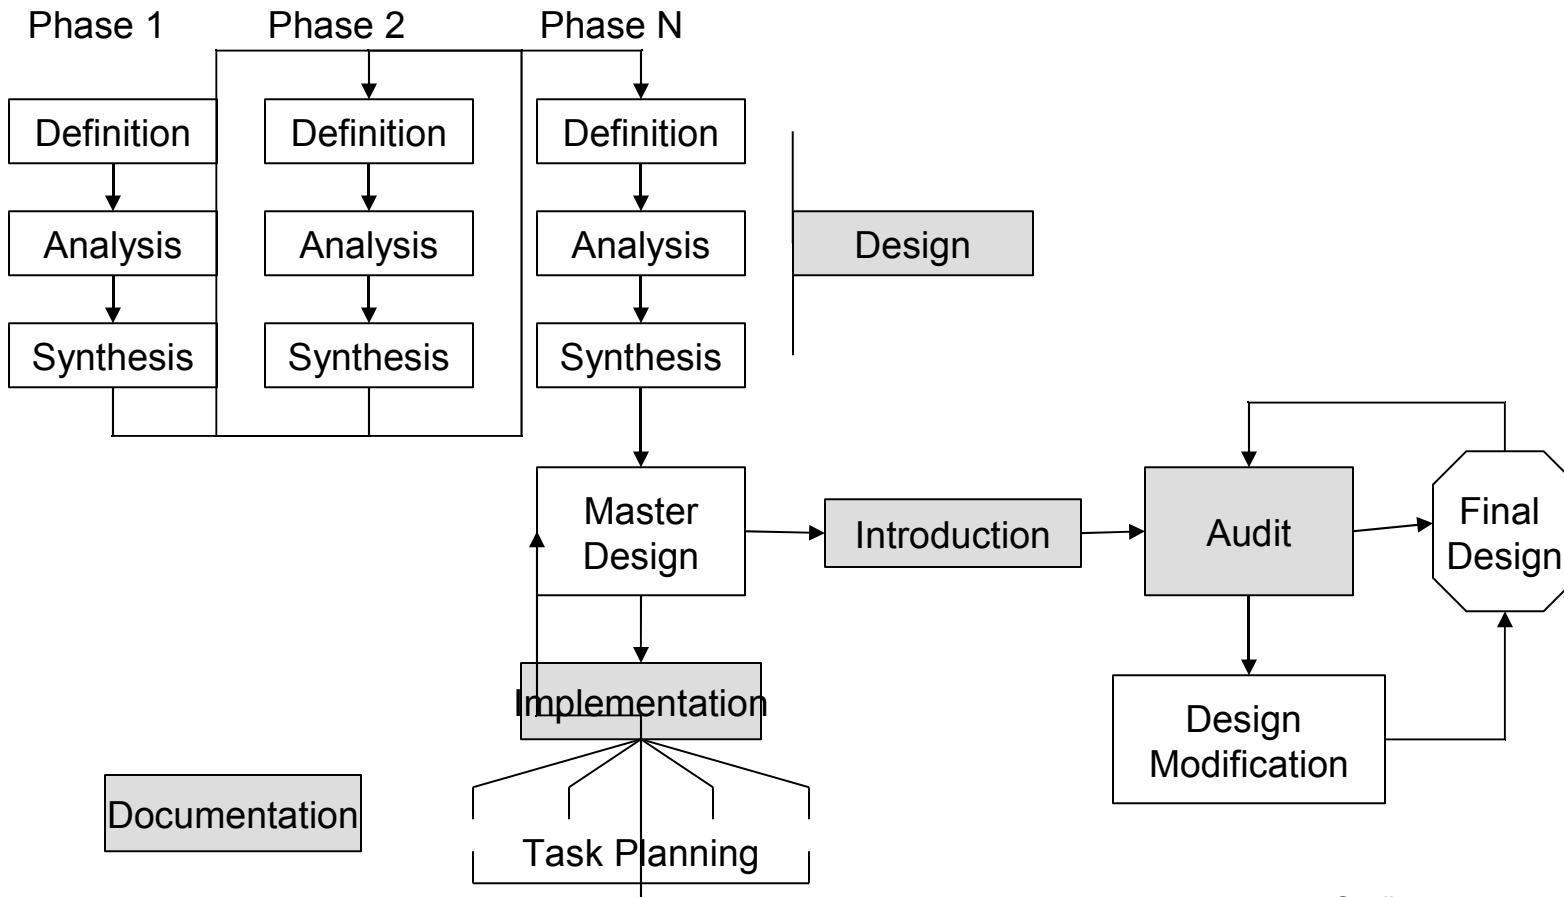 Phase 1
Phase 2
Phase N
Definition
Definition
Definition
Analysis
Analysis
Analysis
Design
Synthesis
Synthesis
Synthesis
Master
Design
Introduction
Audit
Final
Design
Implementation
Design
Modification
Documentation
Task Planning